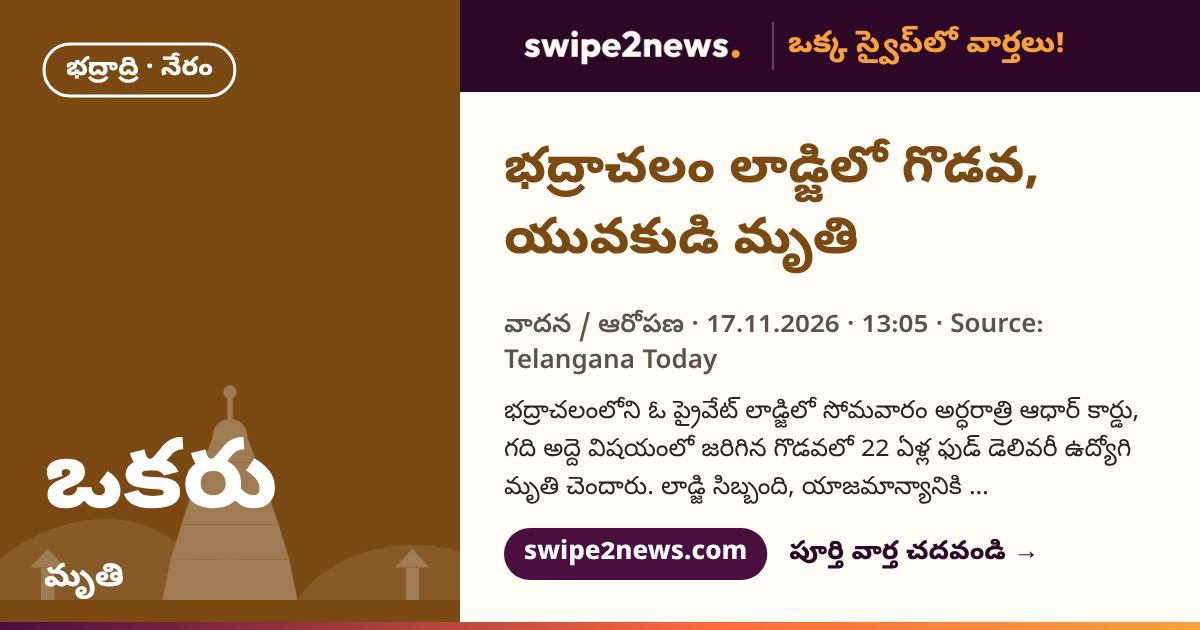 భద్రాద్రి · నేరం
ఒకరు
మృతి
swipe2news.
ఒక్క స్వైప్‌లో వార్తలు!
భద్రాచలం లాడ్జిలో గొడవ,
యువకుడి మృతి
వాదన / ఆరోపణ · 17.11.2026 · 13:05 · Source:
Telangana Today
భద్రాచలంలోని ఓ ప్రైవేట్ లాడ్జిలో సోమవారం అర్ధరాత్రి ఆధార్ కార్డు,
గది అద్దె విషయంలో జరిగిన గొడవలో 22 ఏళ్ల ఫుడ్ డెలివరీ ఉద్యోగి
మృతి చెందారు. లాడ్జి సిబ్బంది, యాజమాన్యానికి ...
swipe2news.com
పూర్తి వార్త చదవండి →